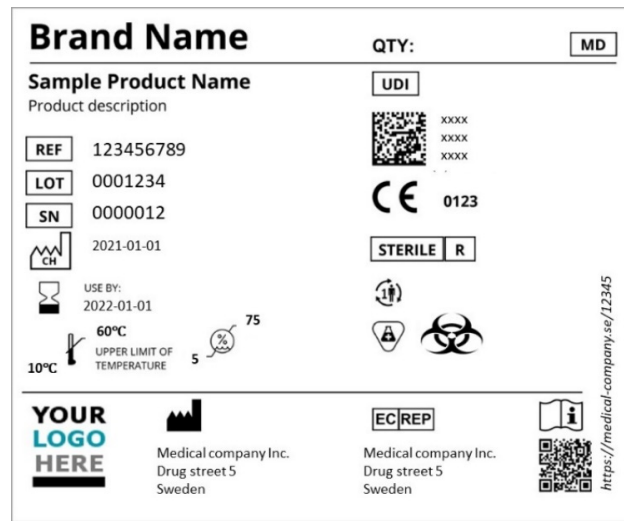 Brand Name
QTY:
MD
Sample Product Name
Product description
UDI
xxxx
xxxx
xxxx
REF 123456789
LOT 0001234
SN 0000012
CH 2021-01-01
CE 0123
STERILE R
USE BY:
2022-01-01
1
60°C
UPPER LIMIT OF
TEMPERATURE
10°C
75
%
5
https://medical-company.se/12345
YOUR
LOGO
HERE
Medical company Inc.
Drug street 5
Sweden
EC REP
Medical company Inc.
Drug street 5
Sweden
i